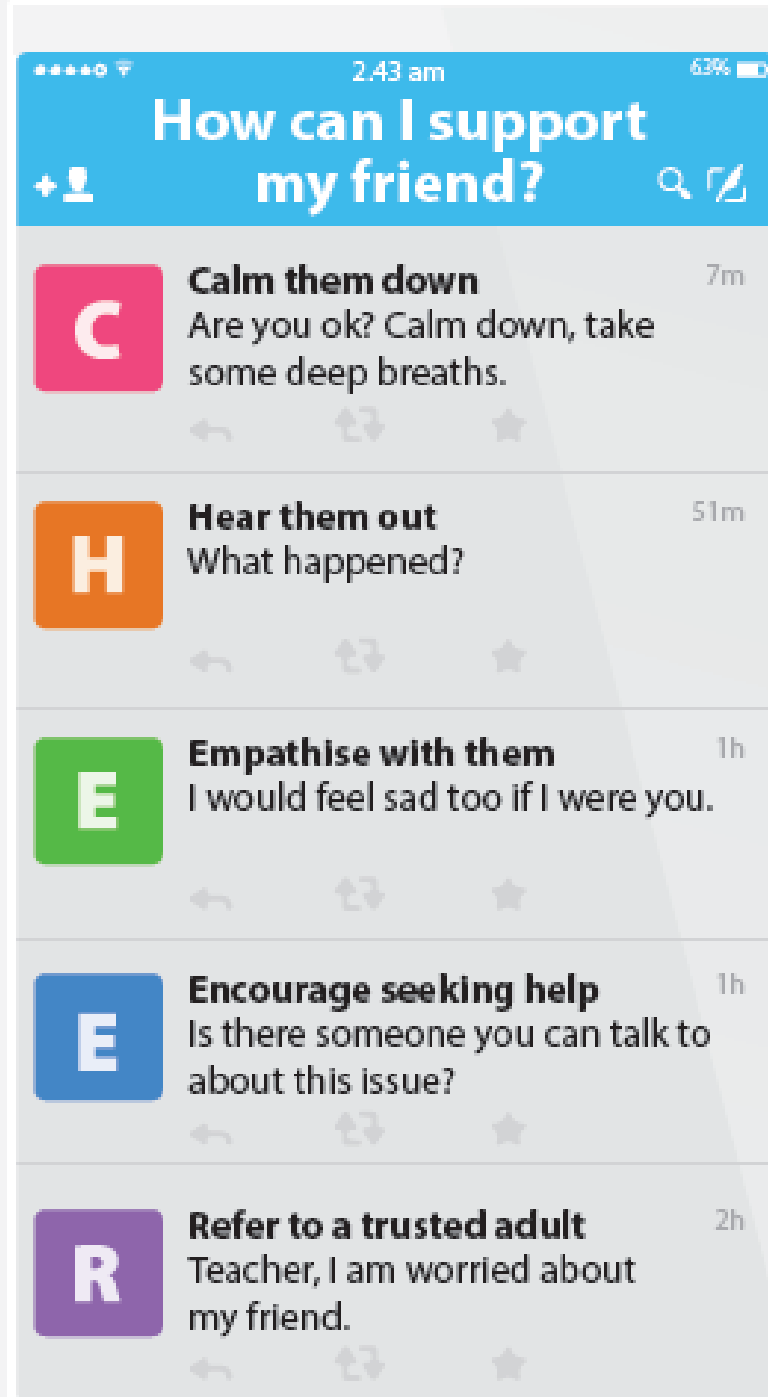 2.43 am
63%
How can I support
my friend?
C
Calm them down
7m
Are you ok? Calm down, take
some deep breaths.
H
Hear them out
51m
What happened?
E
Empathise with them
1h
I would feel sad too if I were you.
E
Encourage seeking help
1h
Is there someone you can talk to
about this issue?
R
Refer to a trusted adult
2h
Teacher, I am worried about
my friend.